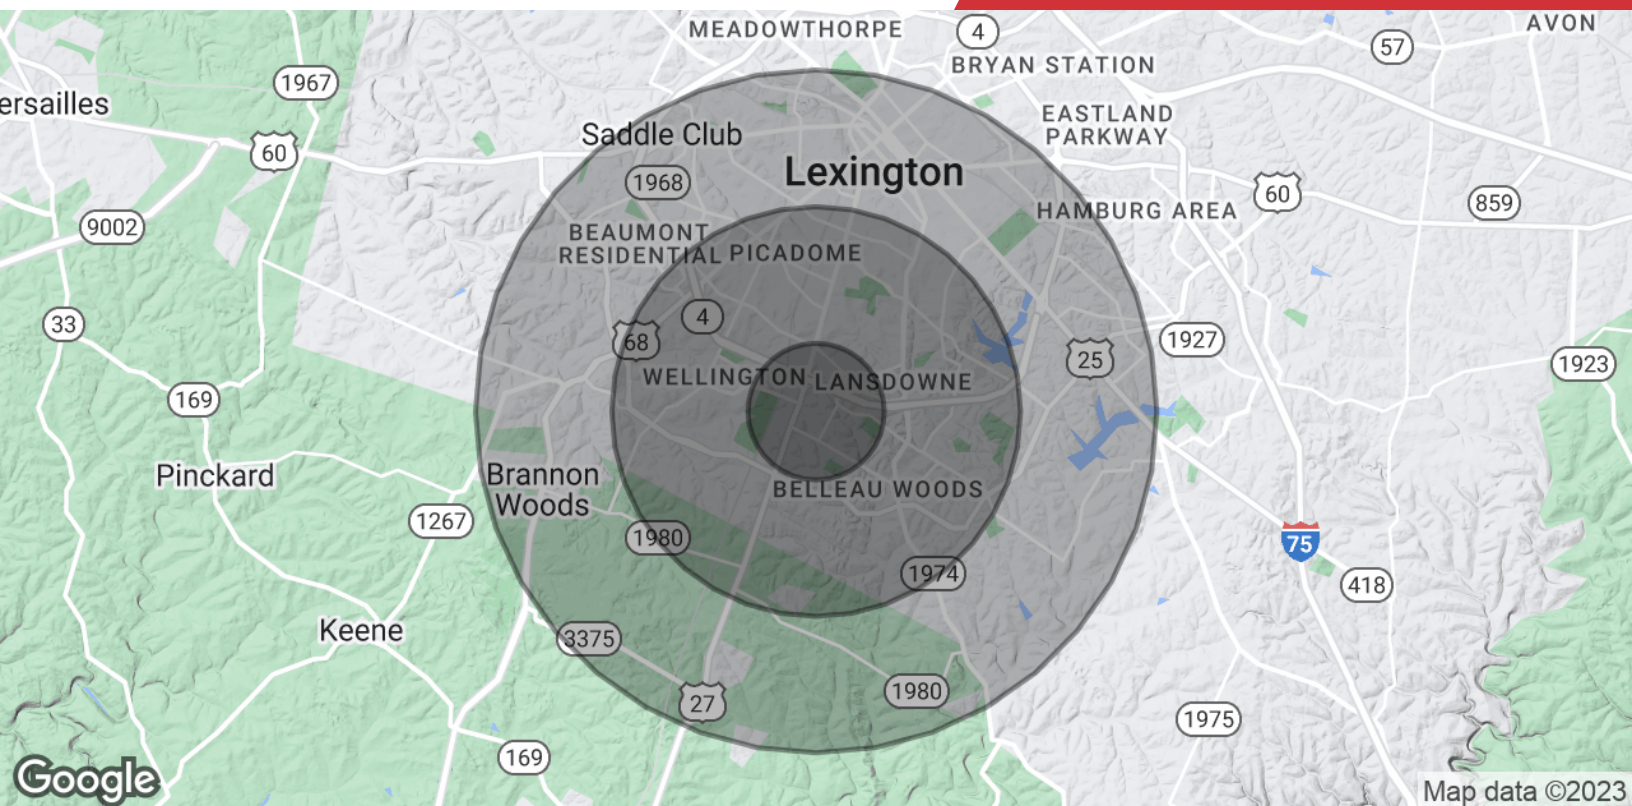 MEADOWTHORPE
4
57
AVON
BRYAN STATION
1967
ersailles
EASTLAND
PARKWAY
Saddle Club
60
Lexington
1968
60
859
HAMBURG AREA
9002
BEAUMONT
RESIDENTIAL
PICADOME
33
4
68
1927
25
1923
WELLINGTON
LANSDOWNE
169
Pinckard
Brannon
Woods
BELLEAU WOODS
1267
1980
75
1974
418
Keene
3375
1980
27
1975
169
Google
Map data ©2023